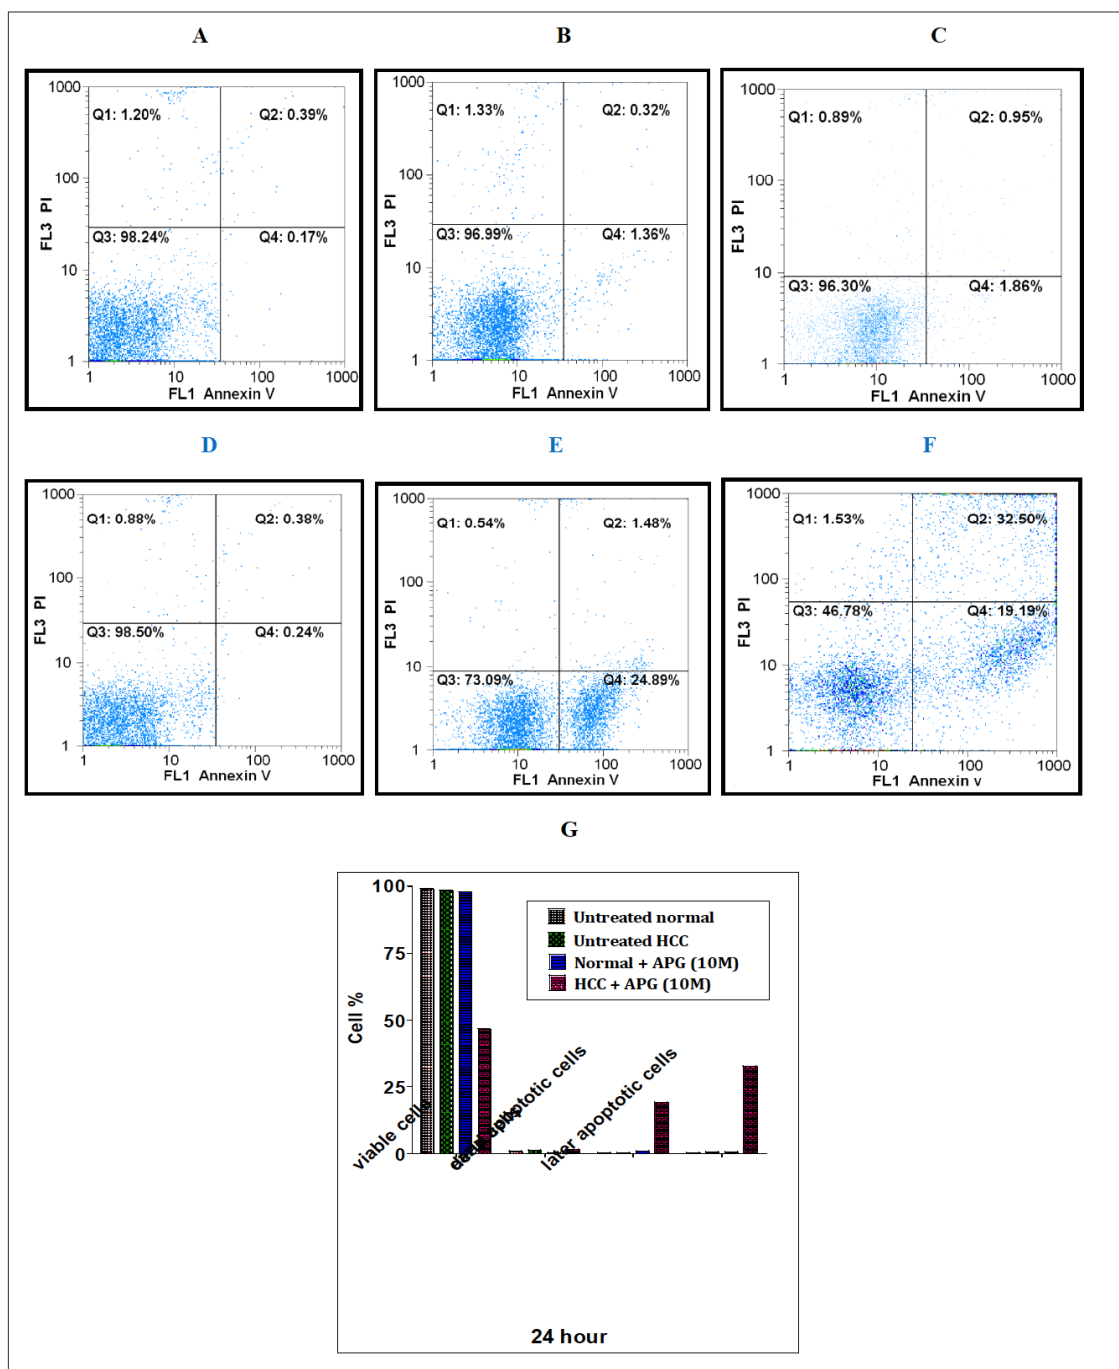 A
B
C
1000
Q1: 1.20%
Q2: 0.39%
100
FL3 PI
Q3: 98.24%
Q4: 0.17%
10
1
1
10
100
1000
FL1 Annexin V
1000
Q1: 1.33%
Q2: 0.32%
100
FL3 PI
Q3: 96.99%
Q4: 1.36%
10
1
1
10
100
1000
FL1 Annexin V
1000
Q1: 0.89%
Q2: 0.95%
100
FL3 PI
10
Q3: 96.30%
Q4: 1.86%
1
1
10
100
1000
FL1 Annexin V
D
E
F
1000
Q1: 0.88%
Q2: 0.38%
100
FL3 PI
Q3: 98.50%
Q4: 0.24%
10
1
1
10
100
1000
FL1 Annexin V
1000
Q1: 0.54%
Q2: 1.48%
100
FL3 PI
10
Q3: 73.09%
Q4: 24.89%
1
1
10
100
1000
FL1 Annexin V
1000
Q1: 1.53%
Q2: 32.50%
100
FL3 PI
Q3: 46.78%
Q4: 19.19%
10
1
1
10
100
1000
FL1 Annexin v
G
100
75
50
25
0
Cell %
Untreated normal
Untreated HCC
Normal + APG (10M)
HCC + APG (10M)
viable cells
apoptotic cells
later apoptotic cells
24 hour